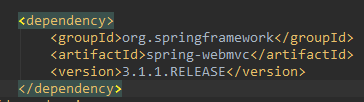 <dependency>
<groupId>org.springframework</groupId>
<artifactId>spring-webmvc</artifactId>
<version>3.1.1.RELEASE</version>
</dependency>